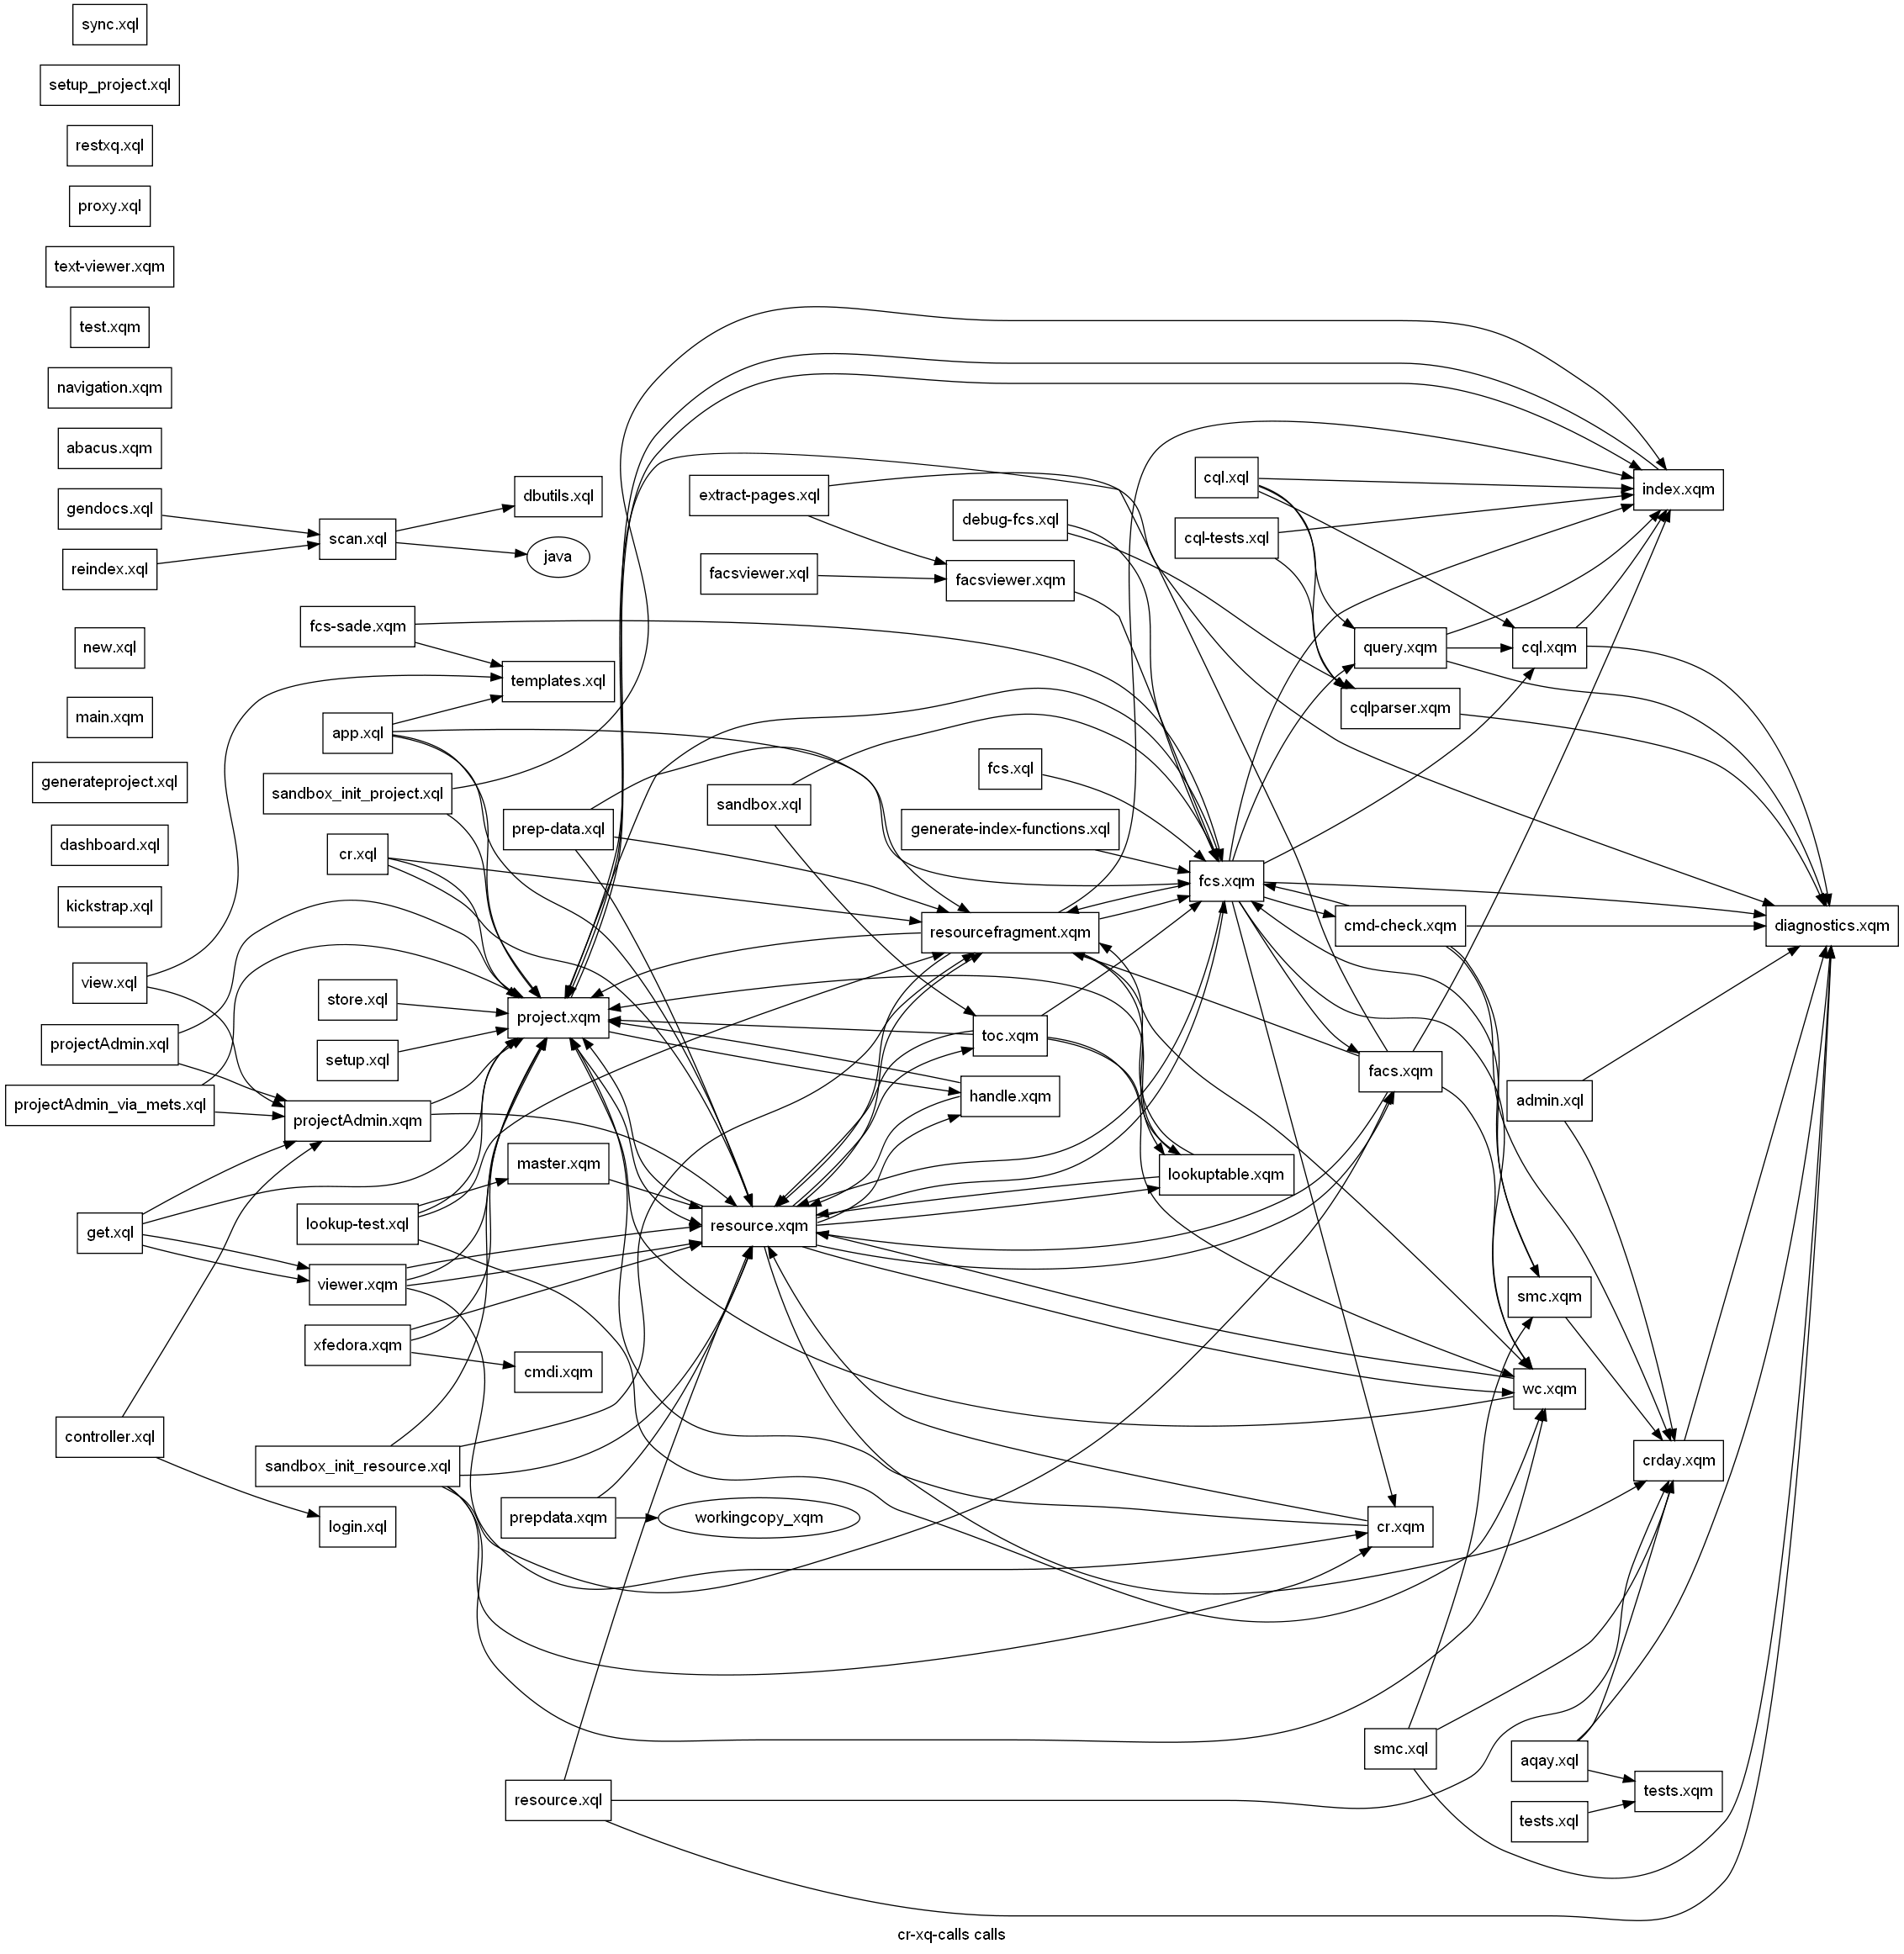 sync.xql
setup_project.xql
restxq.xql
proxy.xql
text-viewer.xqm
test.xqm
navigation.xqm
abacus.xqm
gendocs.xql
reindex.xql
new.xql
main.xqm
generateproject.xql
dashboard.xql
kickstrap.xql
view.xql
projectAdmin.xql
projectAdmin_via_mets.xql
get.xql
controller.xql
scan.xql
fcs-sade.xqm
app.xql
sandbox_init_project.xql
cr.xql
store.xql
setup.xql
projectAdmin.xqm
lookup-test.xql
viewer.xqm
xfedora.xqm
sandbox_init_resource.xql
login.xql
dbutils.xql
java
templates.xql
prep-data.xql
project.xqm
master.xqm
cmdi.xqm
prepdata.xqm
resource.xql
extract-pages.xql
facsviewer.xql
sandbox.xql
resource.xqm
workingcopy_xqm
debug-fcs.xql
facsviewer.xqm
fcs.xql
generate-index-functions.xql
resourcefragment.xqm
toc.xqm
handle.xqm
cql.xql
cql-tests.xql
fcs.xqm
lookuptable.xqm
query.xqm
cqlparser.xqm
cmd-check.xqm
facs.xqm
cr.xqm
smc.xql
cql.xqm
admin.xql
smc.xqm
wc.xqm
aqay.xql
tests.xql
index.xqm
crday.xqm
tests.xqm
diagnostics.xqm
cr-xq-calls calls